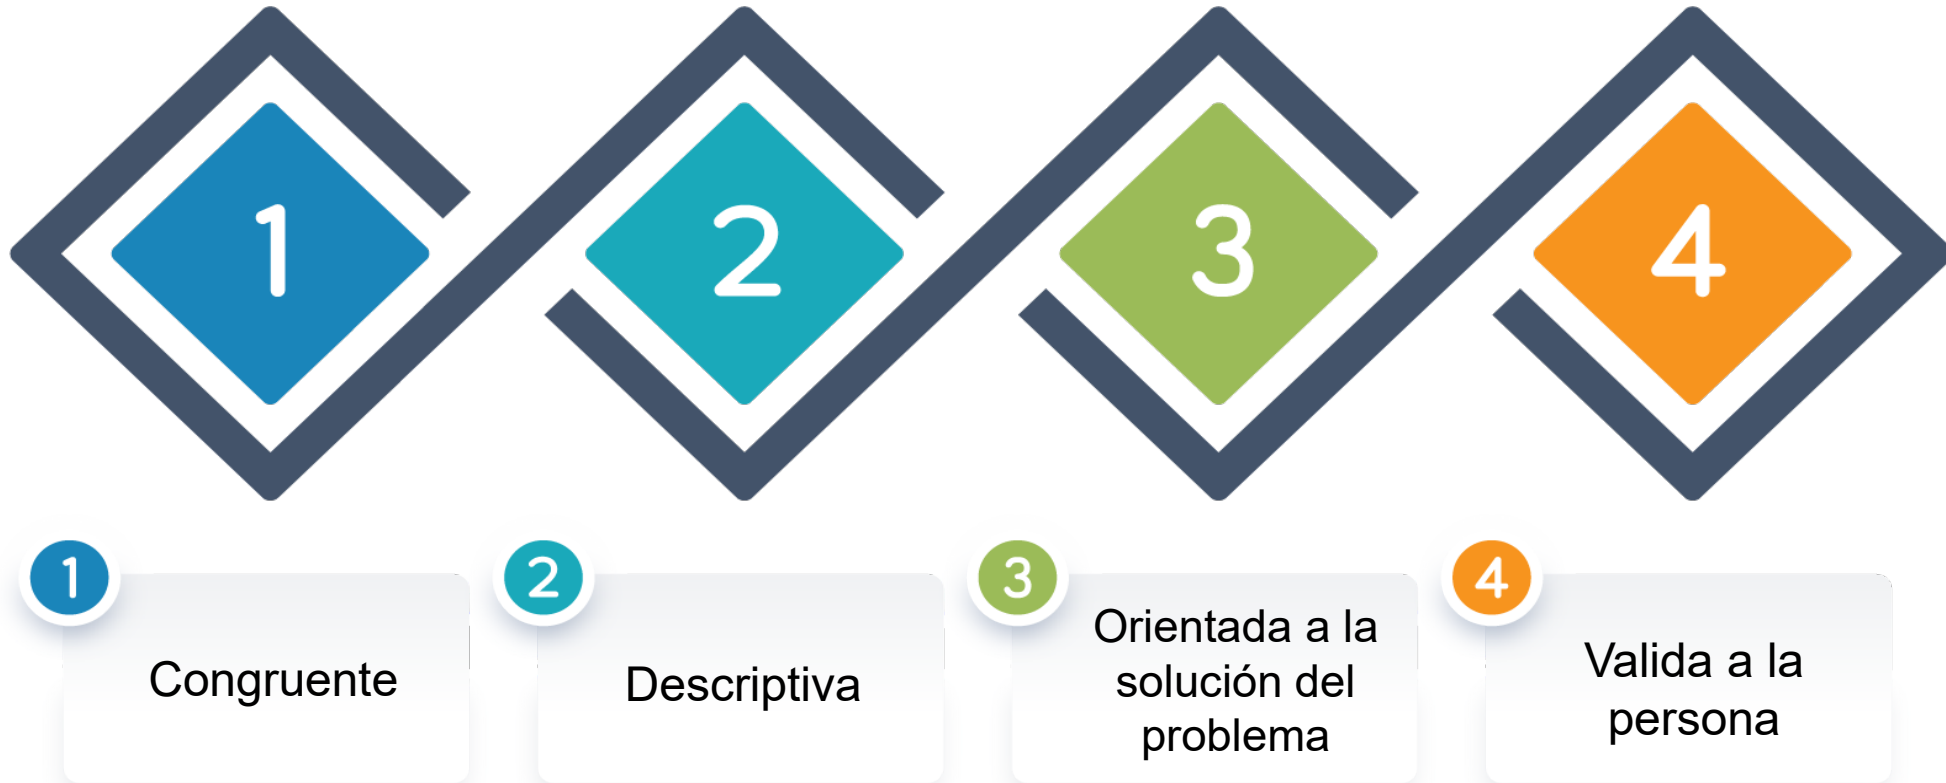 1
2
3
4
1
Congruente
2
Descriptiva
3
Orientada a la
solución del
problema
4
Valida a la
persona